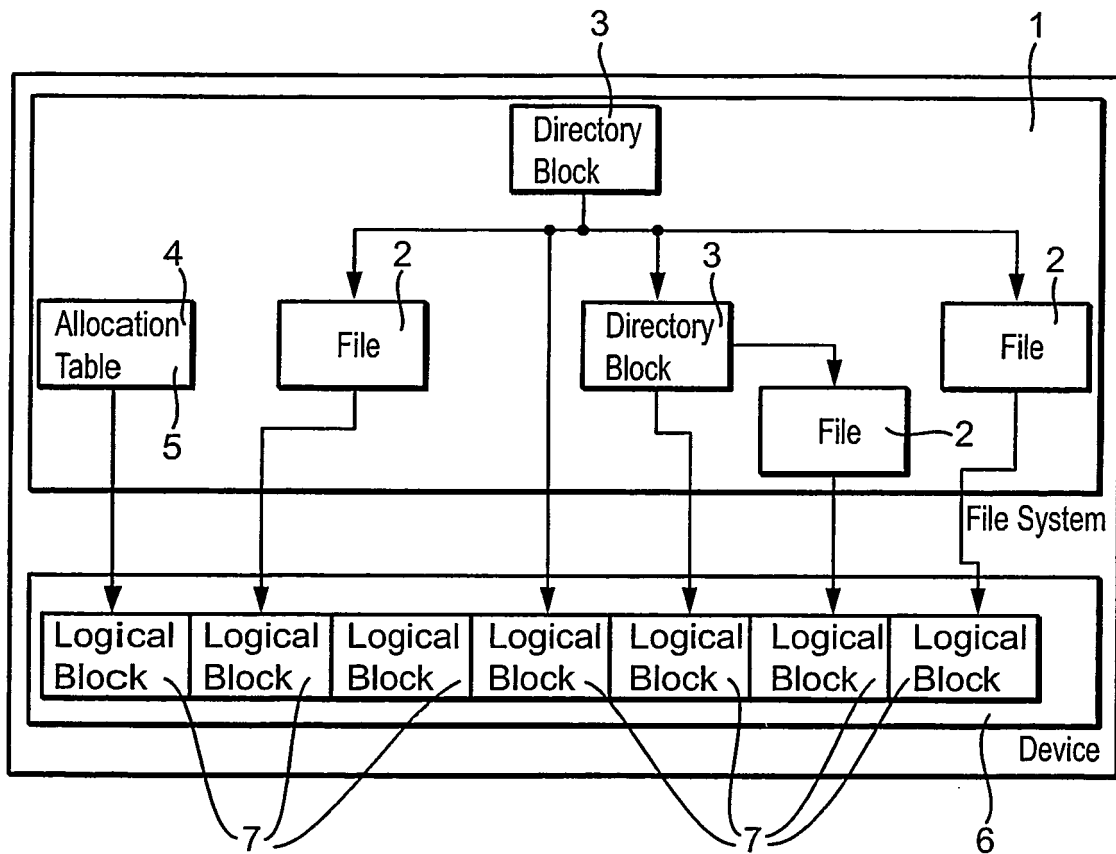 3
1
Directory
Block
4
2
3
2
Allocation
Table
File
Directory
Block
File
5
File
2
File System
Logical
Block
Logical
Block
Logical
Block
Logical
Block
Logical
Block
Logical
Block
Logical
Block
Device
7
7
6